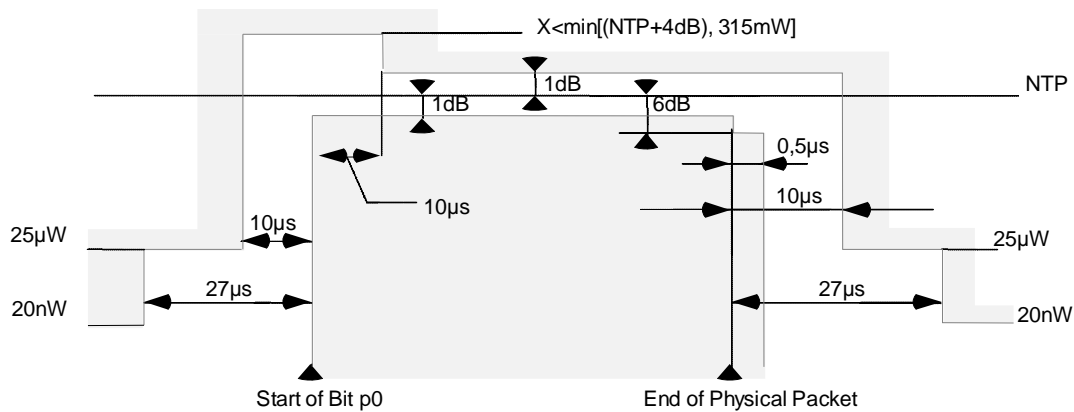 X<min[(NTP+4dB), 315mW]
NTP
1dB
1dB
6dB
0,5µs
10µs
10µs
10µs
25µW
25µW
27µs
27µs
20nW
20nW
Start of Bit p0
End of Physical Packet